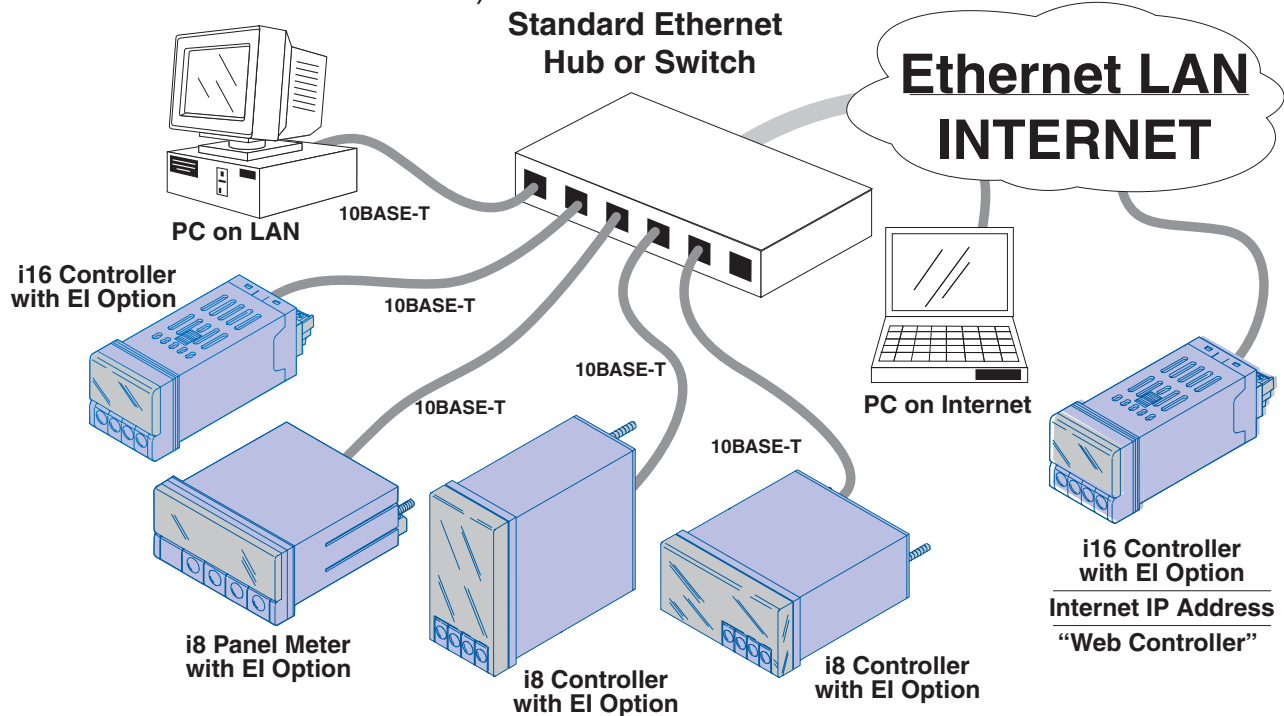 Standard Ethernet
Hub or Switch
Ethernet LAN
INTERNET
PC on LAN
10BASE-T
i16 Controller
with EI Option
10BASE-T
10BASE-T
10BASE-T
10BASE-T
PC on Internet
i8 Panel Meter
with EI Option
i8 Controller
with EI Option
i8 Controller
with EI Option
i16 Controller
with EI Option
Internet IP Address
“Web Controller”